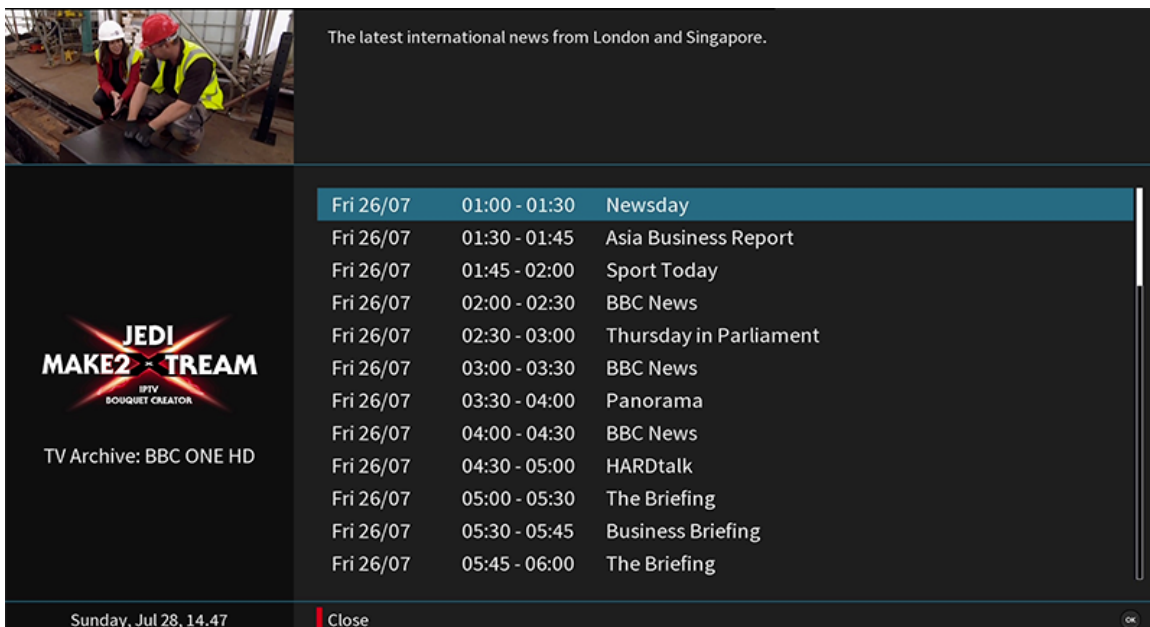 The latest international news from London and Singapore.
Fri 26/07 01:00 - 01:30 Newsday
Fri 26/07 01:30 - 01:45 Asia Business Report
Fri 26/07 01:45 - 02:00 Sport Today
Fri 26/07 02:00 - 02:30 BBC News
Fri 26/07 02:30 - 03:00 Thursday in Parliament
Fri 26/07 03:00 - 03:30 BBC News
Fri 26/07 03:30 - 04:00 Panorama
Fri 26/07 04:00 - 04:30 BBC News
Fri 26/07 04:30 - 05:00 HARDtalk
Fri 26/07 05:00 - 05:30 The Briefing
Fri 26/07 05:30 - 05:45 Business Briefing
Fri 26/07 05:45 - 06:00 The Briefing
JEDI
MAKE2XTREAM
IPTV
BOUQUET CREATOR
TV Archive: BBC ONE HD
Sunday, Jul 28, 14.47
Close
OK